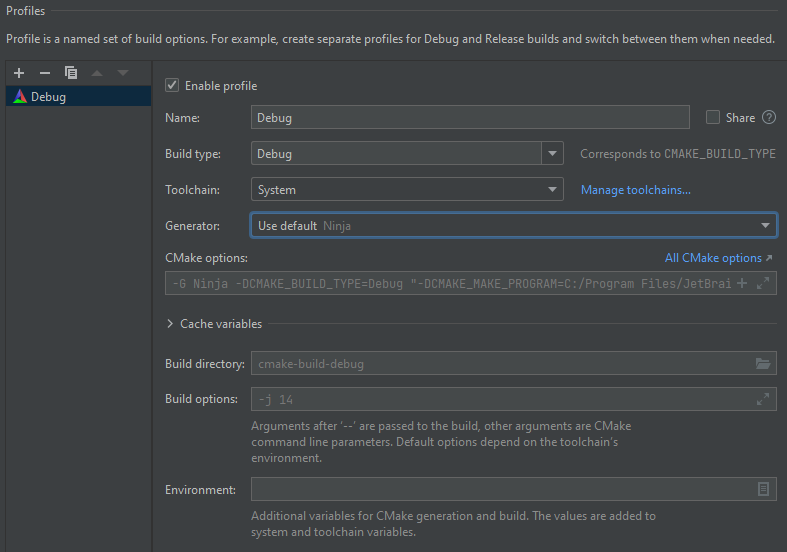 Profiles
Profile is a named set of build options. For example, create separate profiles for Debug and Release builds and switch between them when needed.
Debug
Enable profile
Name: Debug Share ?
Build type: Debug Corresponds to CMAKE_BUILD_TYPE
Toolchain: System Manage toolchains...
Generator: Use default Ninja
CMake options: All CMake options
-G Ninja -DCMAKE_BUILD_TYPE=Debug "-DCMAKE_MAKE_PROGRAM=C:/Program Files/JetBrai
Cache variables
Build directory: cmake-build-debug
Build options: -j 14
Arguments after '--' are passed to the build, other arguments are CMake
command line parameters. Default options depend on the toolchain's
environment.
Environment:
Additional variables for CMake generation and build. The values are added to
system and toolchain variables.